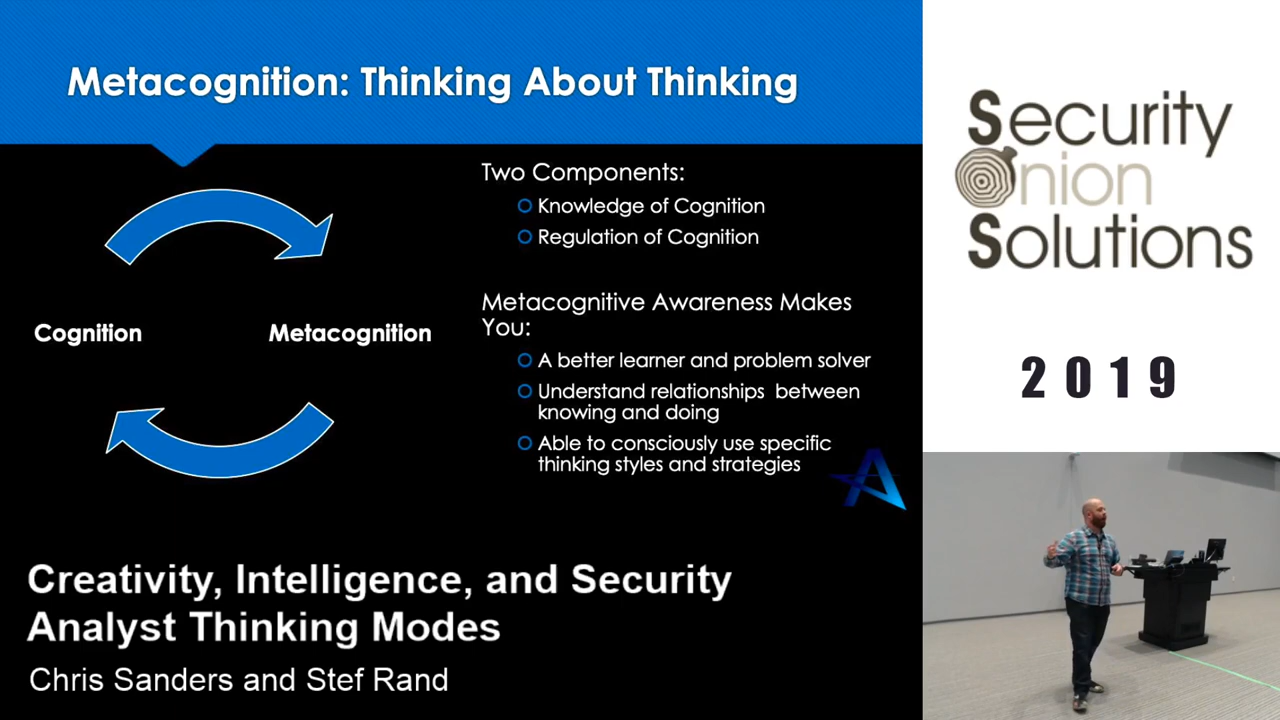 Metacognition: Thinking About Thinking
Two Components:
Knowledge of Cognition
Regulation of Cognition
Cognition
Metacognition
Metacognitive Awareness Makes
You:
A better learner and problem solver
Understand relationships between
knowing and doing
Able to consciously use specific
thinking styles and strategies
Creativity, Intelligence, and Security
Analyst Thinking Modes
Chris Sanders and Stef Rand
Security
Onion
Solutions
2019